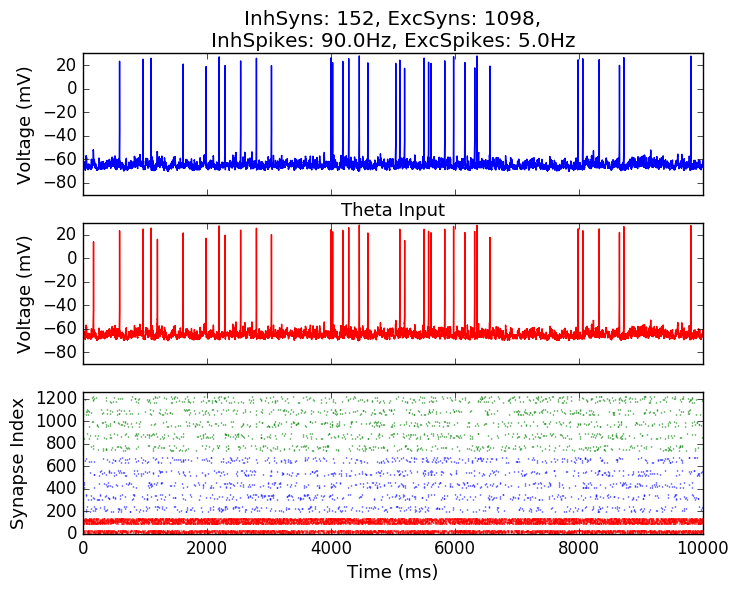 InhSyns: 152, ExcSyns: 1098,
InhSpikes: 90.0Hz, ExcSpikes: 5.0Hz
Voltage (mV)
20
0
−20
−40
−60
−80
Theta Input
Voltage (mV)
20
0
−20
−40
−60
−80
Synapse Index
1200
1000
800
600
400
200
0
0 2000 4000 6000 8000 10000
Time (ms)